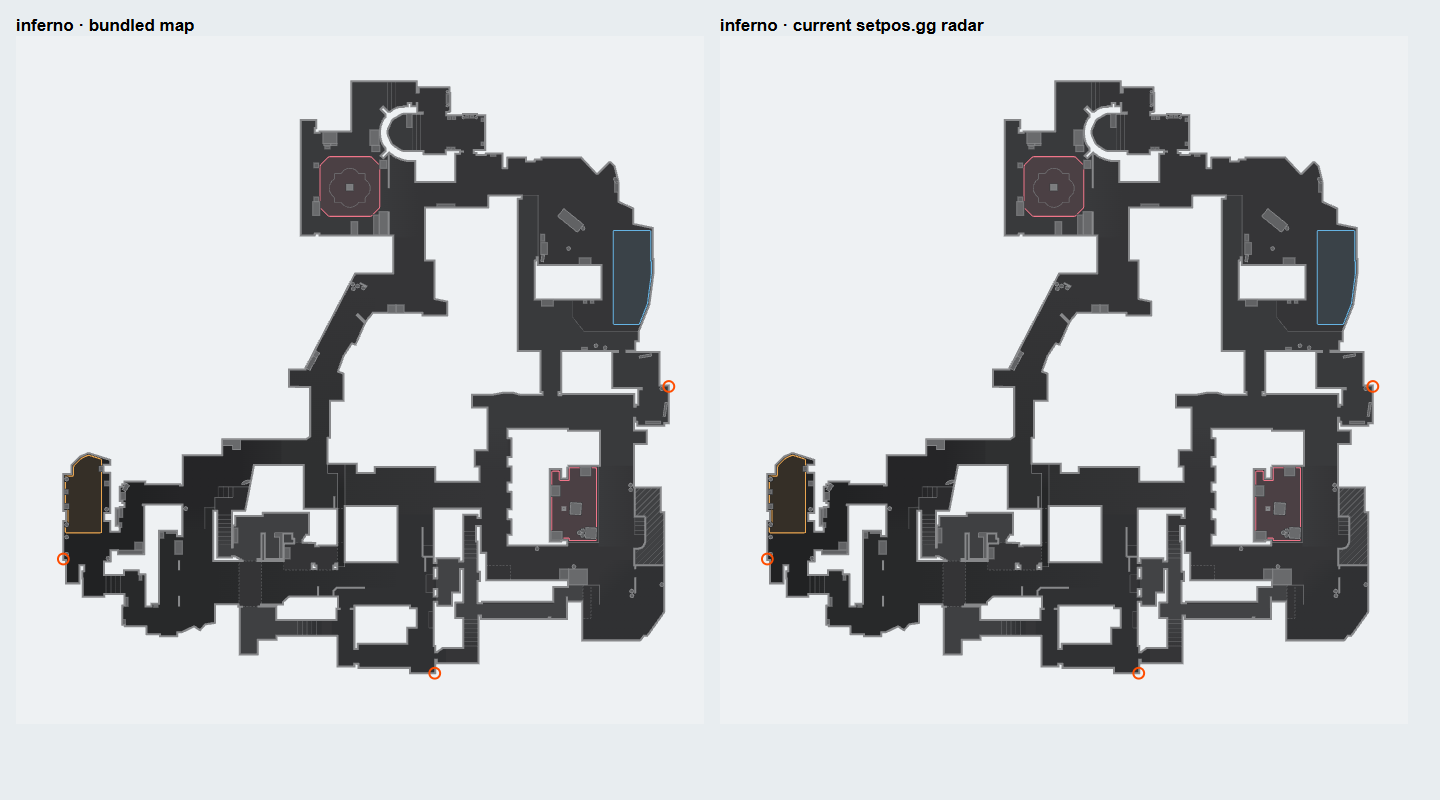 inferno · bundled map
inferno · current setpos.gg radar